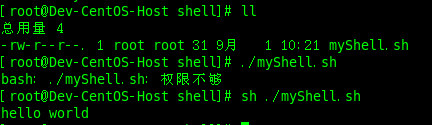 [root@Dev-CentOS-Host shell]# ll
总用量 4
-rw-r--r--. 1 root root 31 9月   1 10:21 myShell.sh
[root@Dev-CentOS-Host shell]# ./myShell.sh
bash: ./myShell.sh: 权限不够
[root@Dev-CentOS-Host shell]# sh ./myShell.sh
hello world